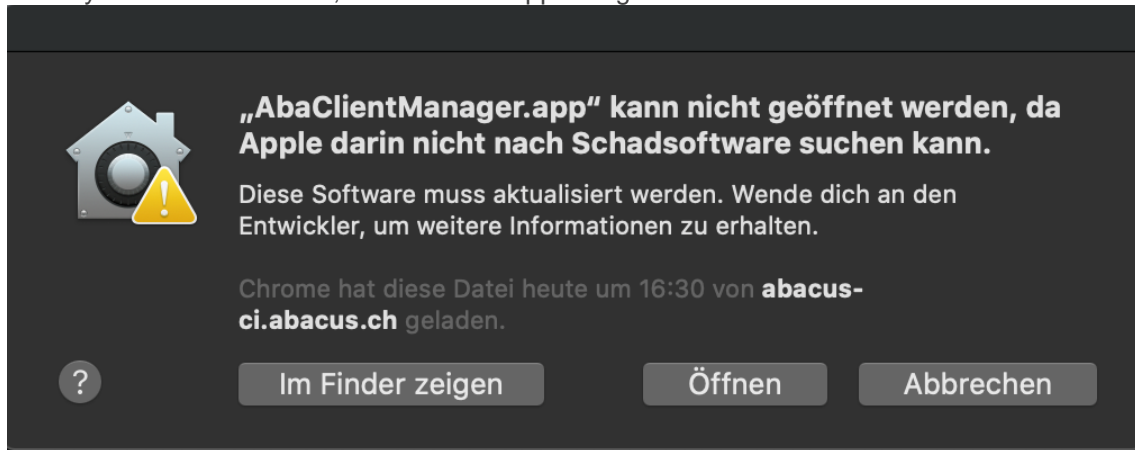 „AbaClientManager.app“ kann nicht geöffnet werden, da
Apple darin nicht nach Schadsoftware suchen kann.
Diese Software muss aktualisiert werden. Wende dich an den
Entwickler, um weitere Informationen zu erhalten.
Chrome hat diese Datei heute um 16:30 von abacus-
ci.abacus.ch geladen.
?
Im Finder zeigen
Öffnen
Abbrechen